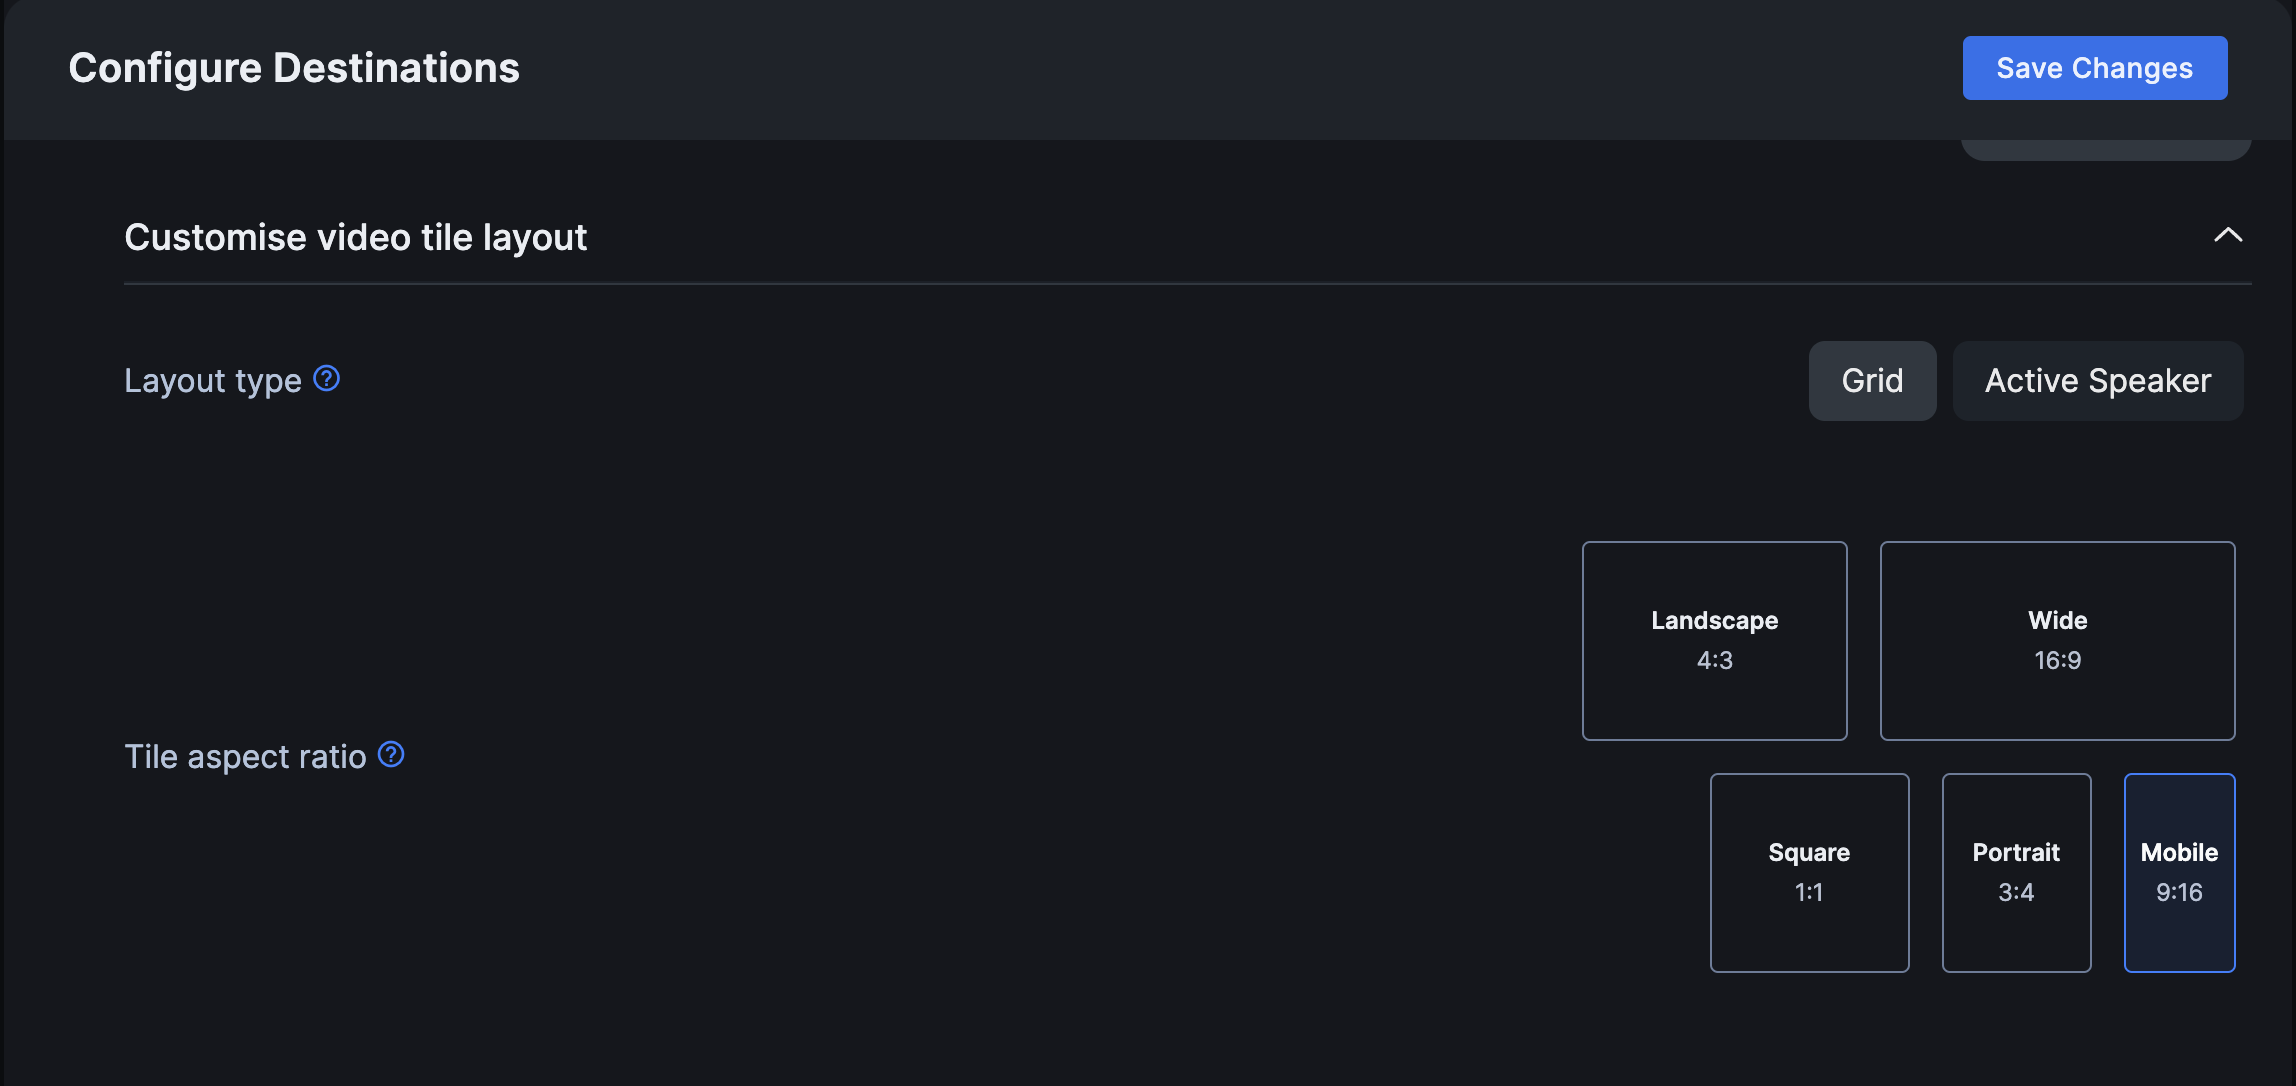 Configure Destinations
Save Changes
Customise video tile layout
Layout type
Grid
Active Speaker
Landscape
4:3
Wide
16:9
Tile aspect ratio
Square
1:1
Portrait
3:4
Mobile
9:16